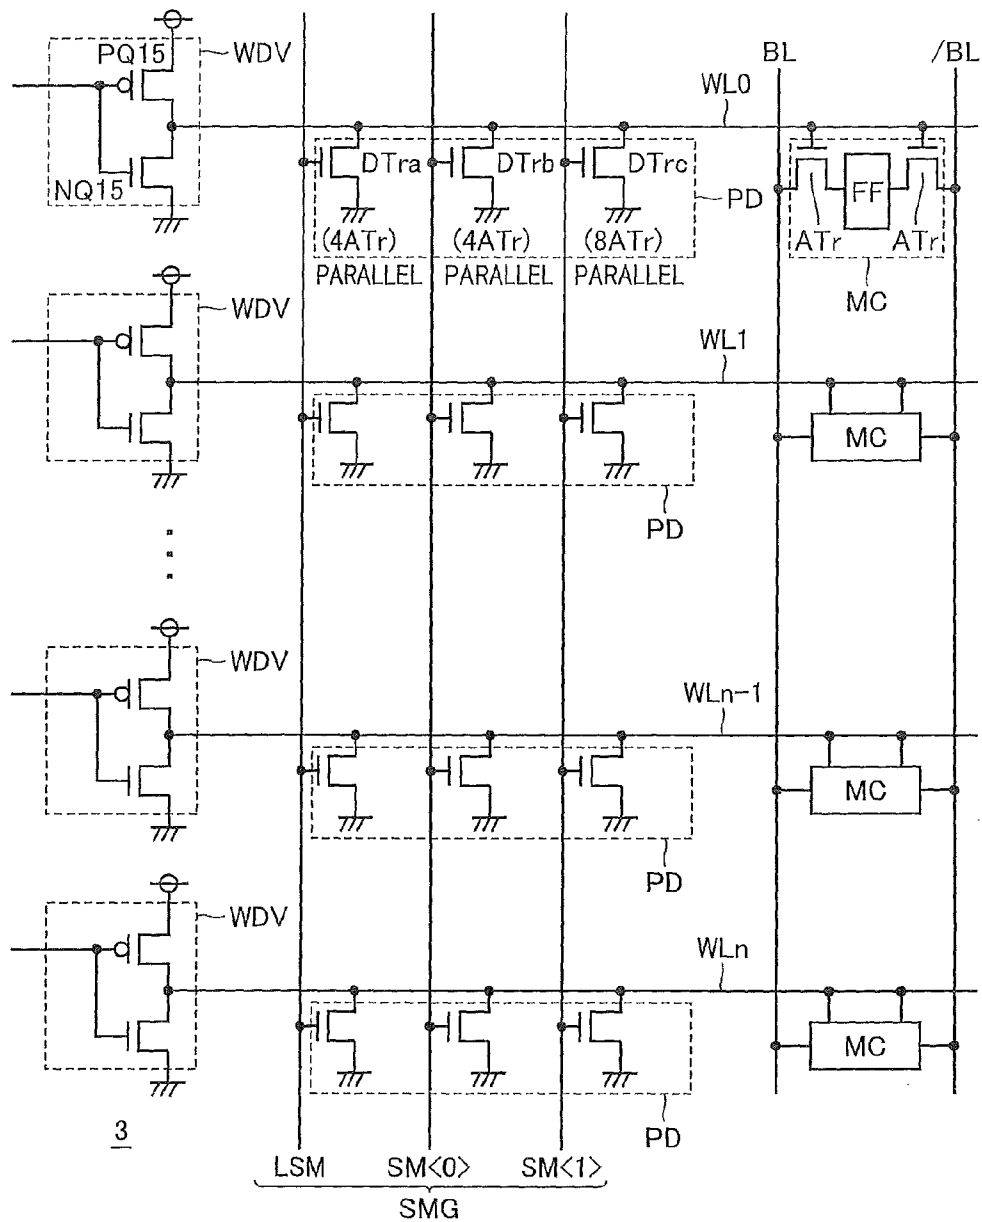 PQ15
WDV
BL
/BL
WL0
NQ15
DTra
DTrb
DTrc
FF
PD
(4ATr)
(4ATr)
(8ATr)
ATr
ATr
PARALLEL
PARALLEL
PARALLEL
MC
WDV
WL1
MC
PD
WDV
WLn-1
MC
PD
WDV
WLn
MC
PD
3
LSM
SM<0>
SM<1>
SMG